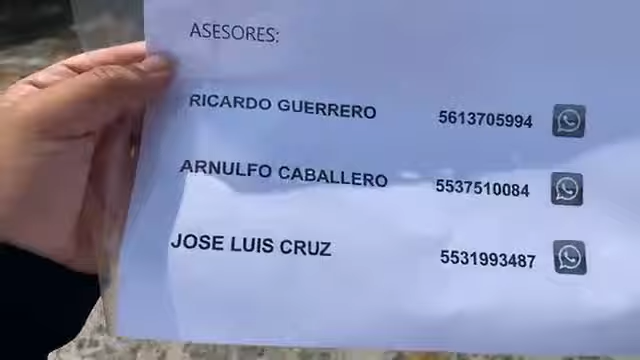 ASESORES:
RICARDO GUERRERO 5613705994
ARNULFO CABALLERO 5537510084
JOSE LUIS CRUZ 5531993487